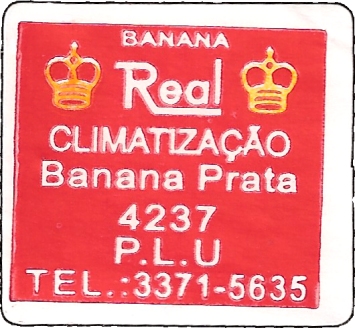 BANANA
Real
CLIMATIZAÇÃO
Banana Prata
4237
P.L.U
TEL.:3371-5635